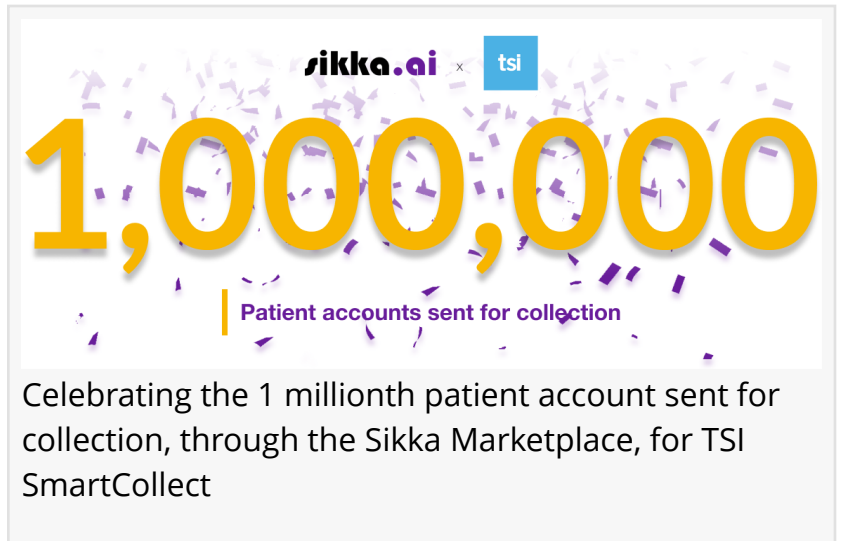 sikka.ai x tsi
1,000,000
Patient accounts sent for collection
Celebrating the 1 millionth patient account sent for
collection, through the Sikka Marketplace, for TSI
SmartCollect